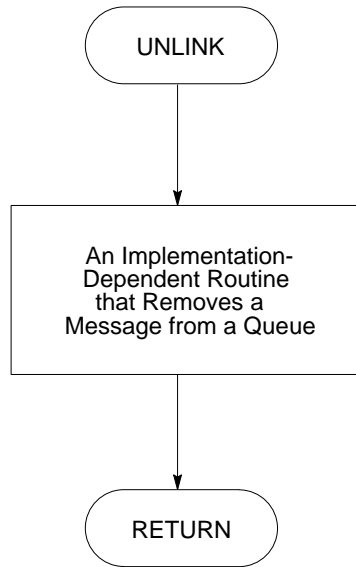 UNLINK
An Implementation-
Dependent Routine
that Removes a
Message from a Queue
RETURN